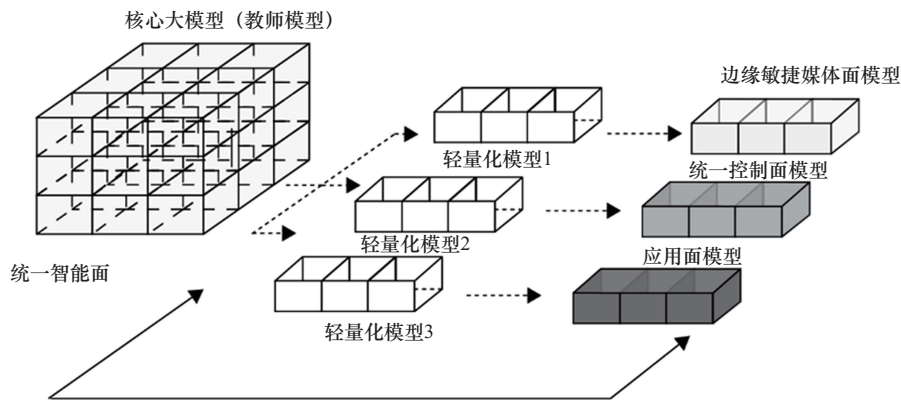 核心大模型（教师模型）
边缘敏捷媒体面模型
轻量化模型1
统一控制面模型
轻量化模型2
应用面模型
统一智能面
轻量化模型3